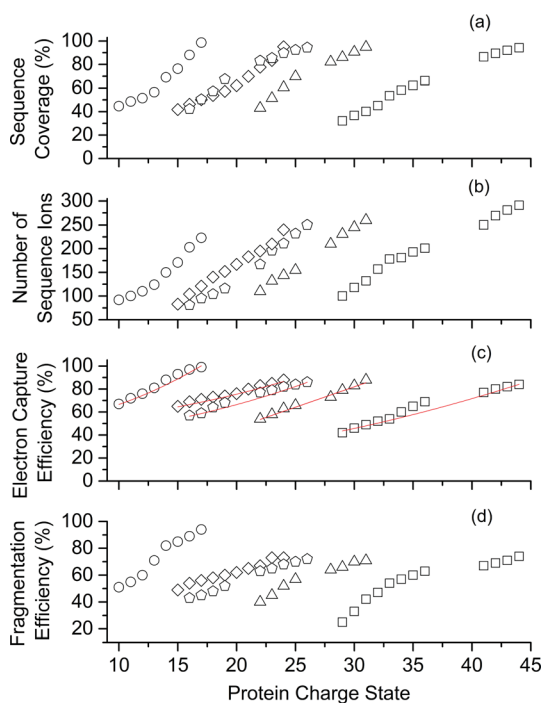 (a)
Sequence
Coverage (%)
100
80
60
40
20
0
(b)
Number of
Sequence Ions
300
250
200
150
100
50
(c)
Electron Capture
Efficiency (%)
100
80
60
40
20
0
(d)
Fragmentation
Efficiency (%)
100
80
60
40
20
10 15 20 25 30 35 40 45
Protein Charge State